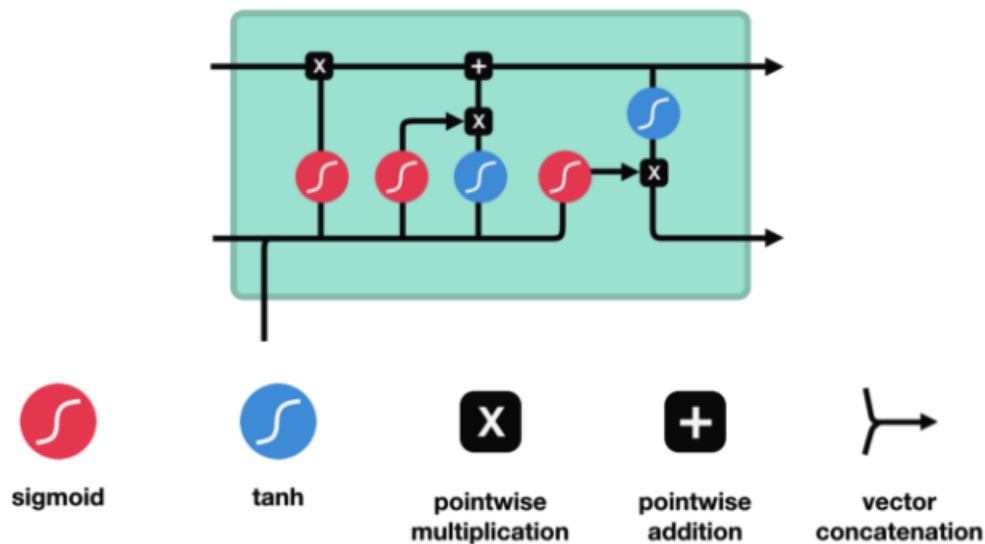 X
+
X
X
X
+
sigmoid
tanh
pointwise
multiplication
pointwise
addition
vector
concatenation